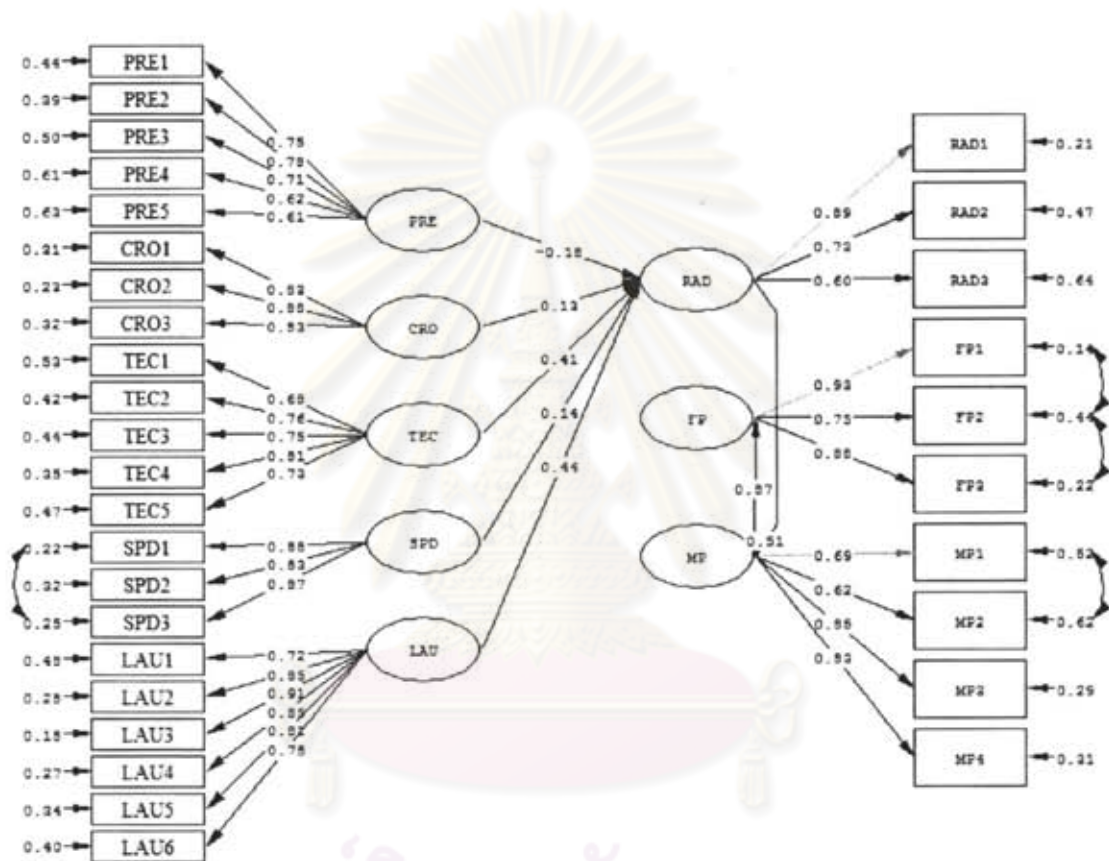 0.44 PRE1
0.39 PRE2
0.50 PRE3
0.61 PRE4
0.63 PRE5
0.31 CRO1
0.23 CRO2
0.32 CRO3
0.53 TEC1
0.42 TEC2
0.44 TEC3
0.35 TEC4
0.47 TEC5
0.22 SPD1
0.32 SPD2
0.25 SPD3
0.48 LAU1
0.28 LAU2
0.18 LAU3
0.27 LAU4
0.34 LAU5
0.40 LAU6
0.75
0.78
0.71
0.62
0.61
0.83
0.88
0.83
0.76
0.75
0.81
0.73
0.88
0.83
0.87
0.72
0.85
0.91
0.85
0.78
PRE
CRO
TEC
SPD
LAU
0.13
0.41
0.14
0.44
RAD
FP
MP
0.87
0.51
0.89
0.73
0.60
0.93
0.75
0.88
0.69
0.62
0.85
0.83
RAD1 0.21
RAD2 0.47
RAD3 0.64
FP1 0.14
FP2 0.44
FP3 0.22
MP1 0.52
MP2 0.62
MP3 0.29
MP4 0.31